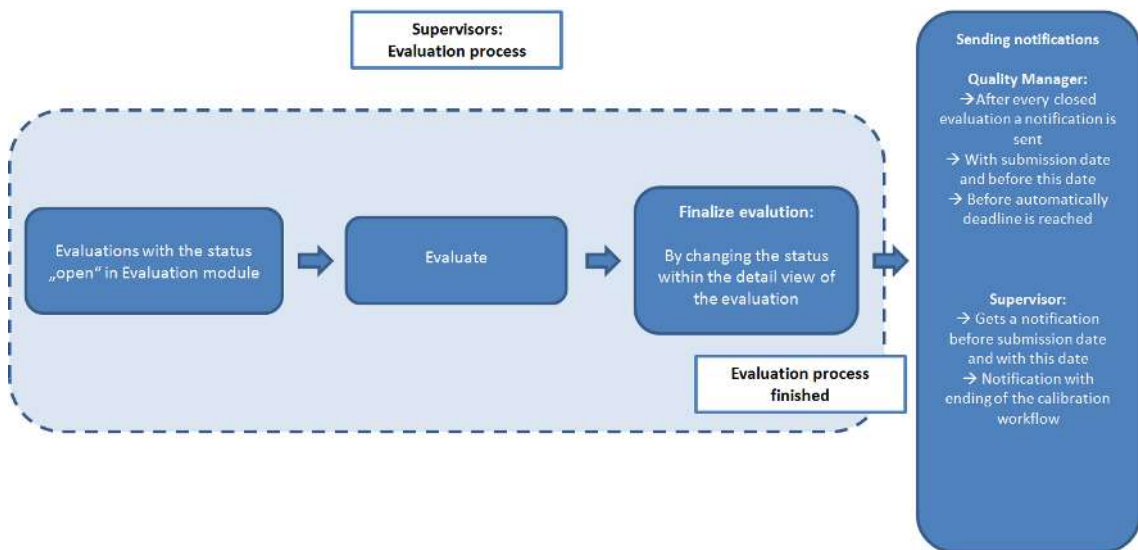 Supervisors:
Evaluation process
Evaluations with the status
„open“ in Evaluation module
Evaluate
Finalize evalution:
By changing the status
within the detail view of
the evaluation
Evaluation process
finished
Sending notifications
Quality Manager:
→After every closed
evaluation a notification is
sent
→ With submission date
and before this date
→ Before automatically
deadline is reached
Supervisor:
→ Gets a notification
before submission date
and with this date
→ Notification with
ending of the calibration
workflow